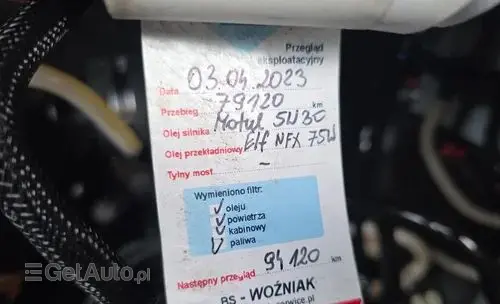 Przegląd
eksploatacyjny
Data 03.04.2023
Przebieg 79120 km
Olej silnika Motul 5W30
Olej przekładniowy Elf NFX 75W
Tylny most -
Wymieniono filtr:
✓ oleju
✓ powietrza
✓ kabinowy
✓ paliwa
Następny przegląd 94120 km
BS - WOŹNIAK
GetAuto.pl